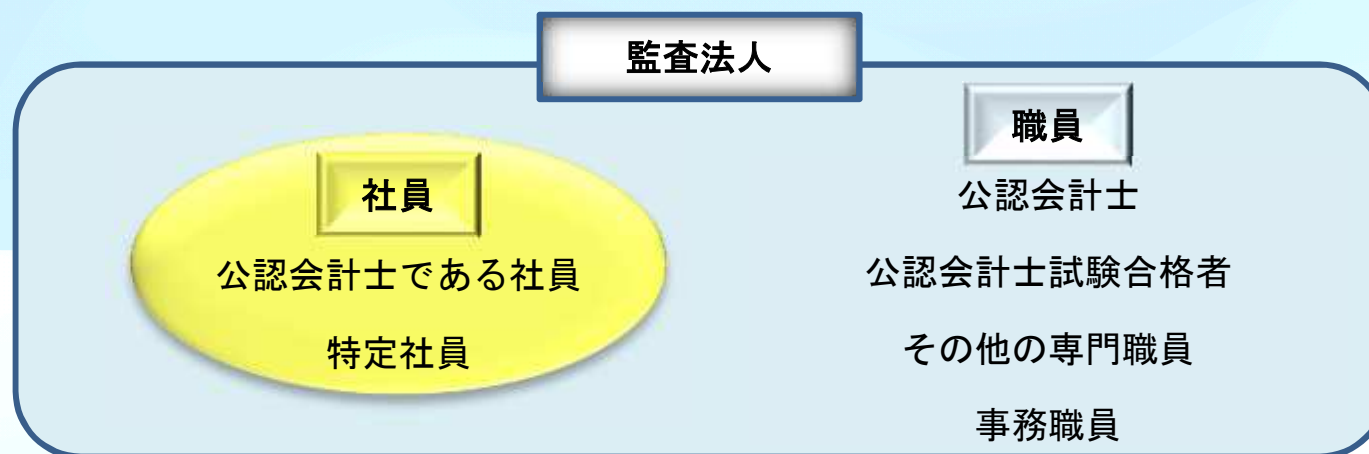 監査法人
社員
公認会計士である社員
特定社員
職員
公認会計士
公認会計士試験合格者
その他の専門職員
事務職員